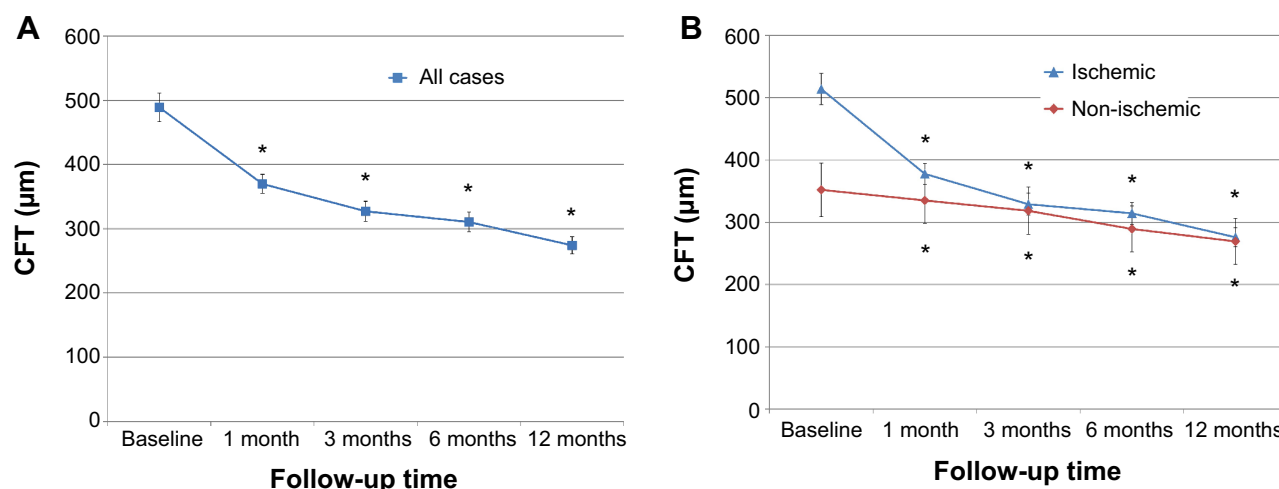 A
600
500
400
300
200
100
0
CFT (µm)
All cases
*
*
*
*
Baseline
1 month
3 months
6 months
12 months
Follow-up time
B
600
500
400
300
200
100
0
CFT (µm)
Ischemic
Non-ischemic
*
*
*
*
*
*
*
*
Baseline
1 month
3 months
6 months
12 months
Follow-up time